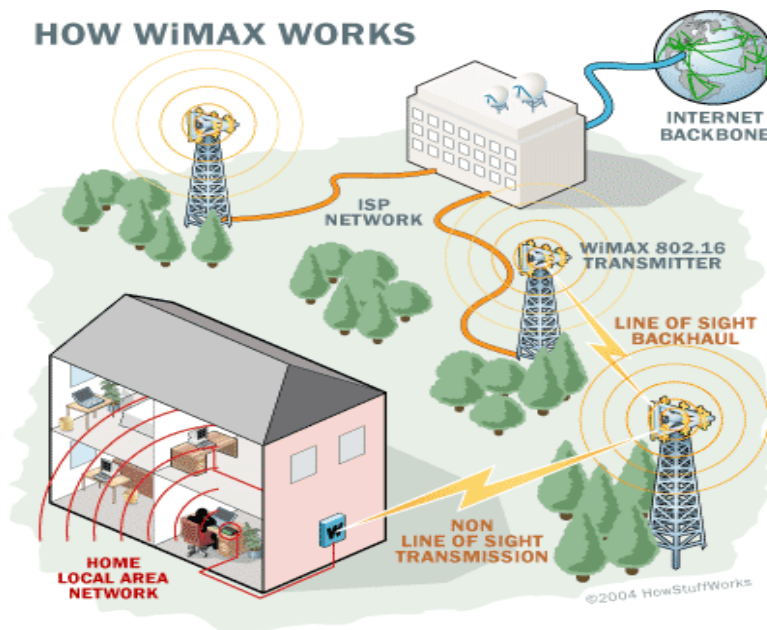 HOW WiMAX WORKS
INTERNET
BACKBONE
ISP
NETWORK
WiMAX 802.16
TRANSMITTER
LINE OF SIGHT
BACKHAUL
NON
LINE OF SIGHT
TRANSMISSION
HOME
LOCAL AREA
NETWORK
©2004 HowStuffWorks